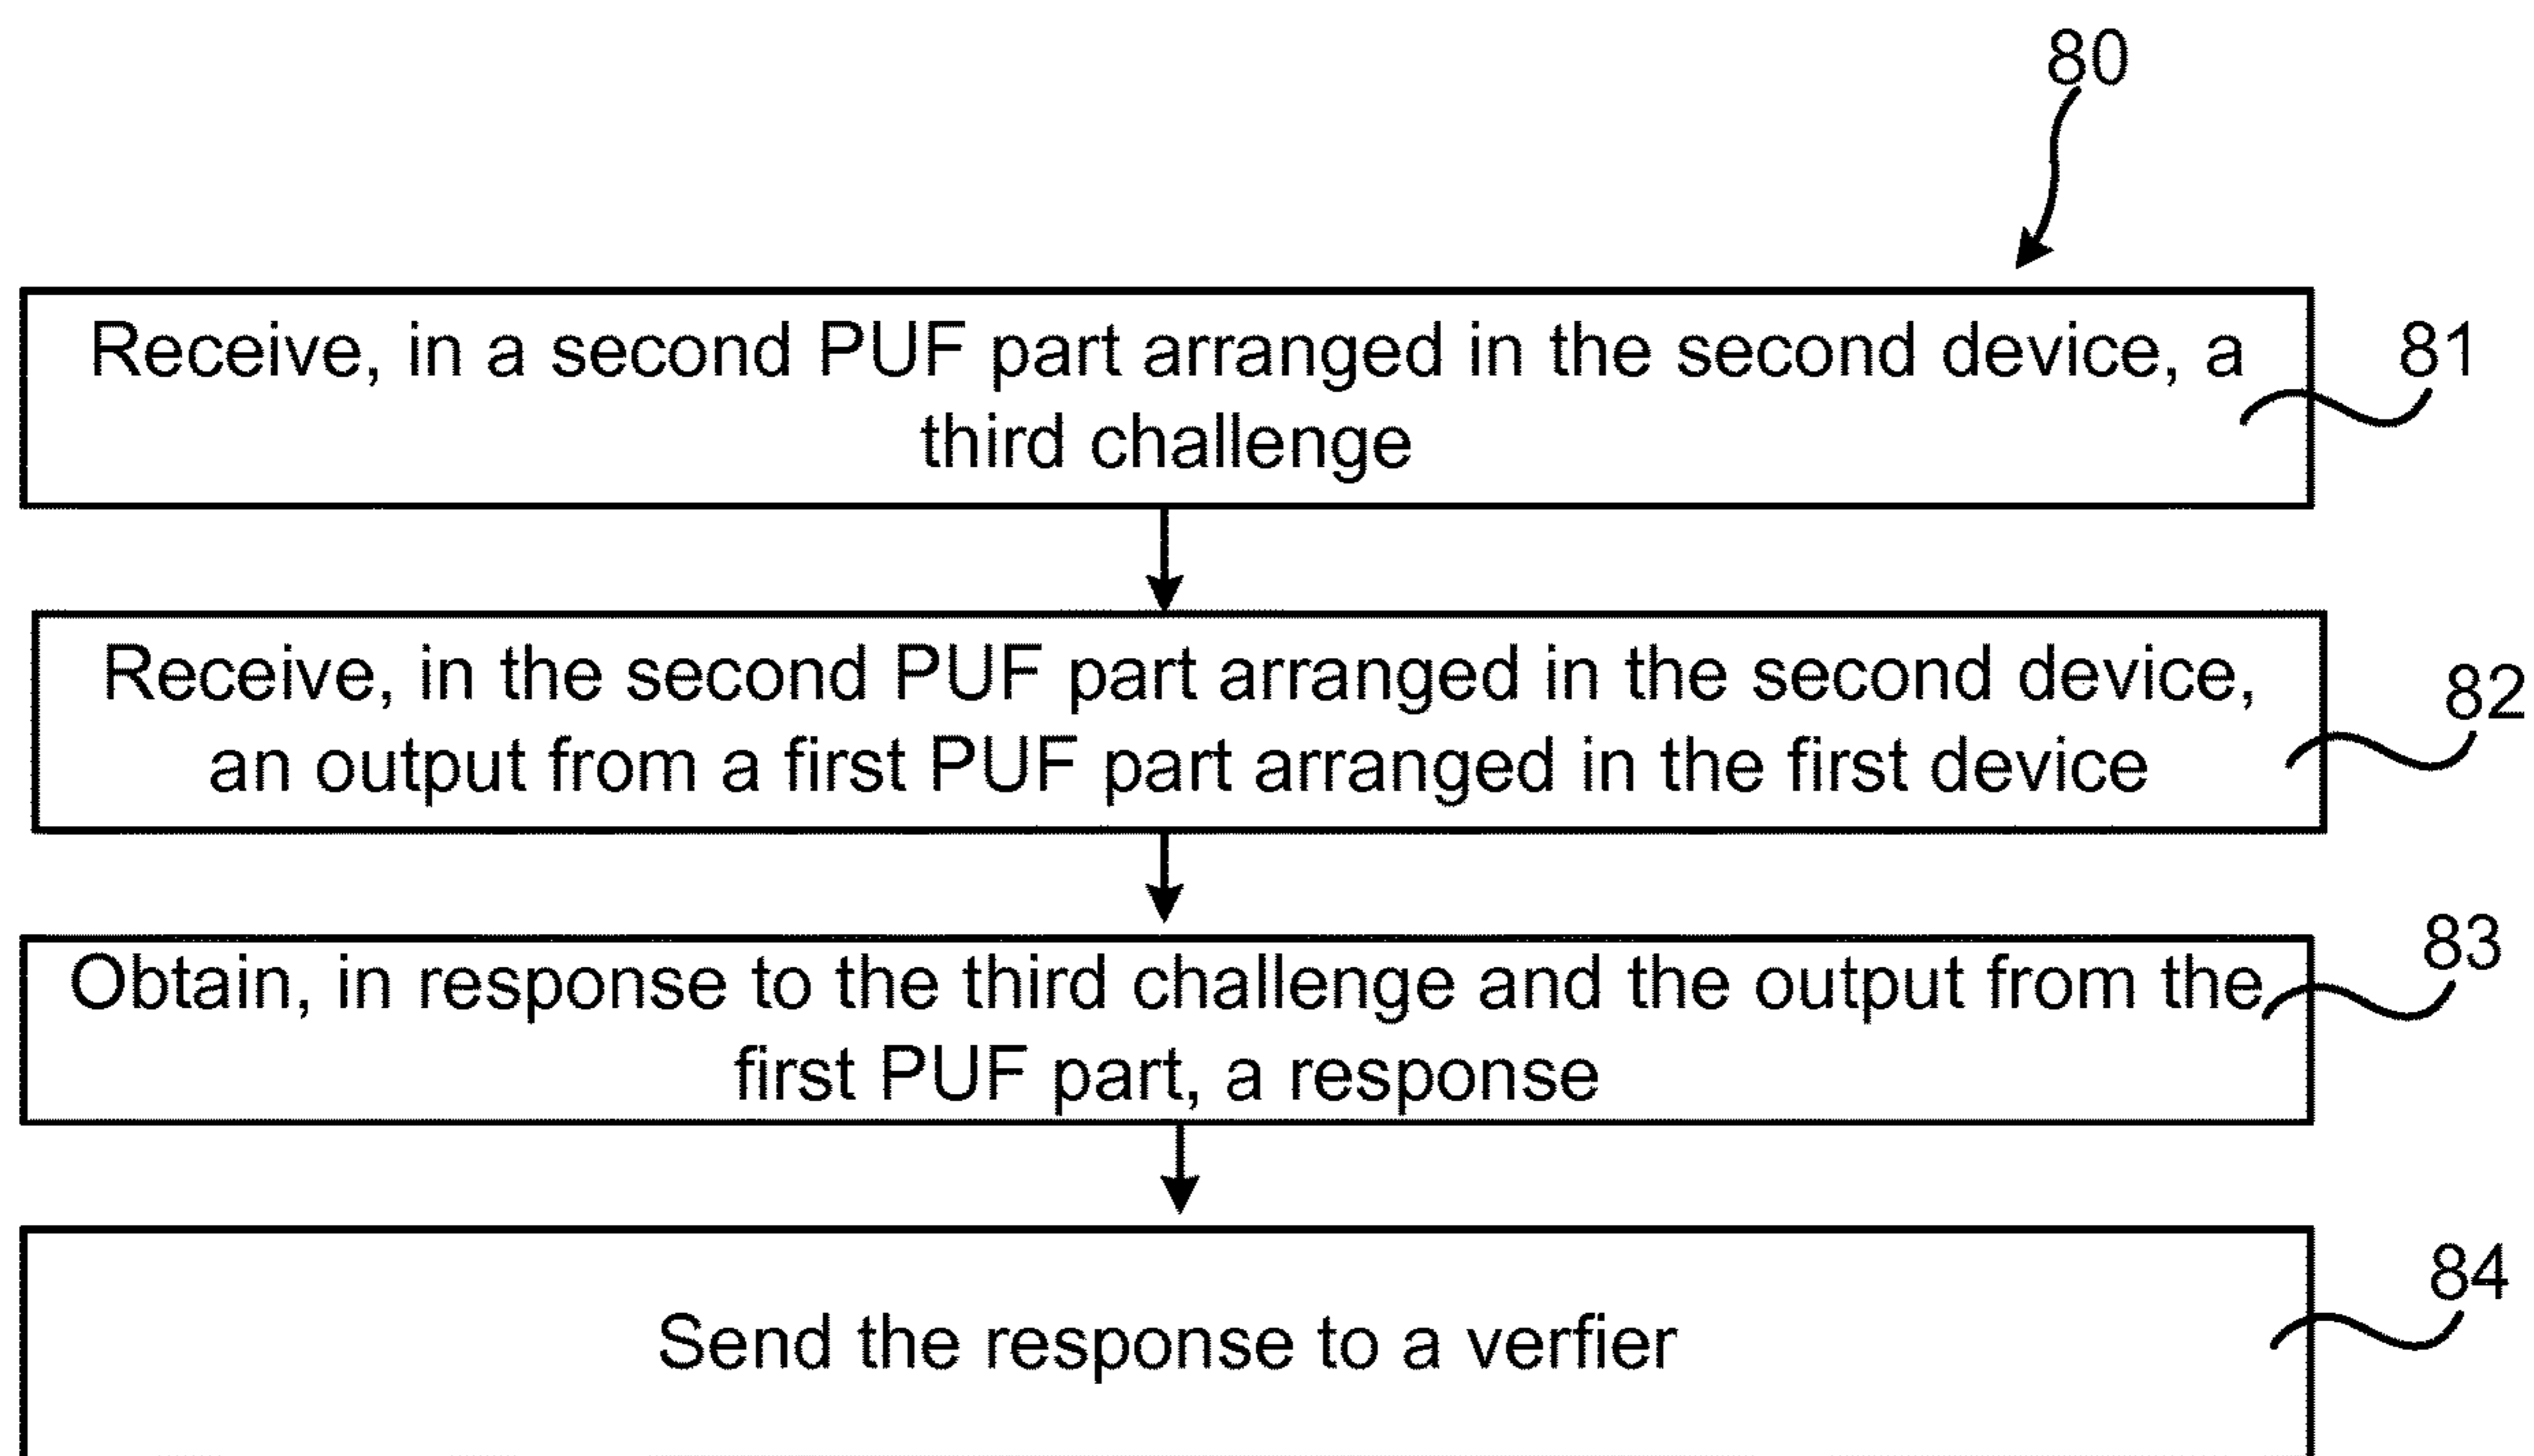 80
Receive, in a second PUF part arranged in the second device, a
third challenge
81
Receive, in the second PUF part arranged in the second device,
an output from a first PUF part arranged in the first device
82
Obtain, in response to the third challenge and the output from the
first PUF part, a response
83
Send the response to a verfier
84